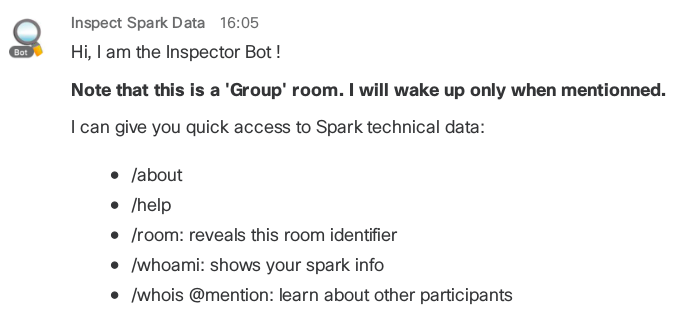 Inspect Spark Data 16:05
Hi, I am the Inspector Bot !
Note that this is a 'Group' room. I will wake up only when mentionned.
I can give you quick access to Spark technical data:
• /about
• /help
• /room: reveals this room identifier
• /whoami: shows your spark info
• /whois @mention: learn about other participants
Bot